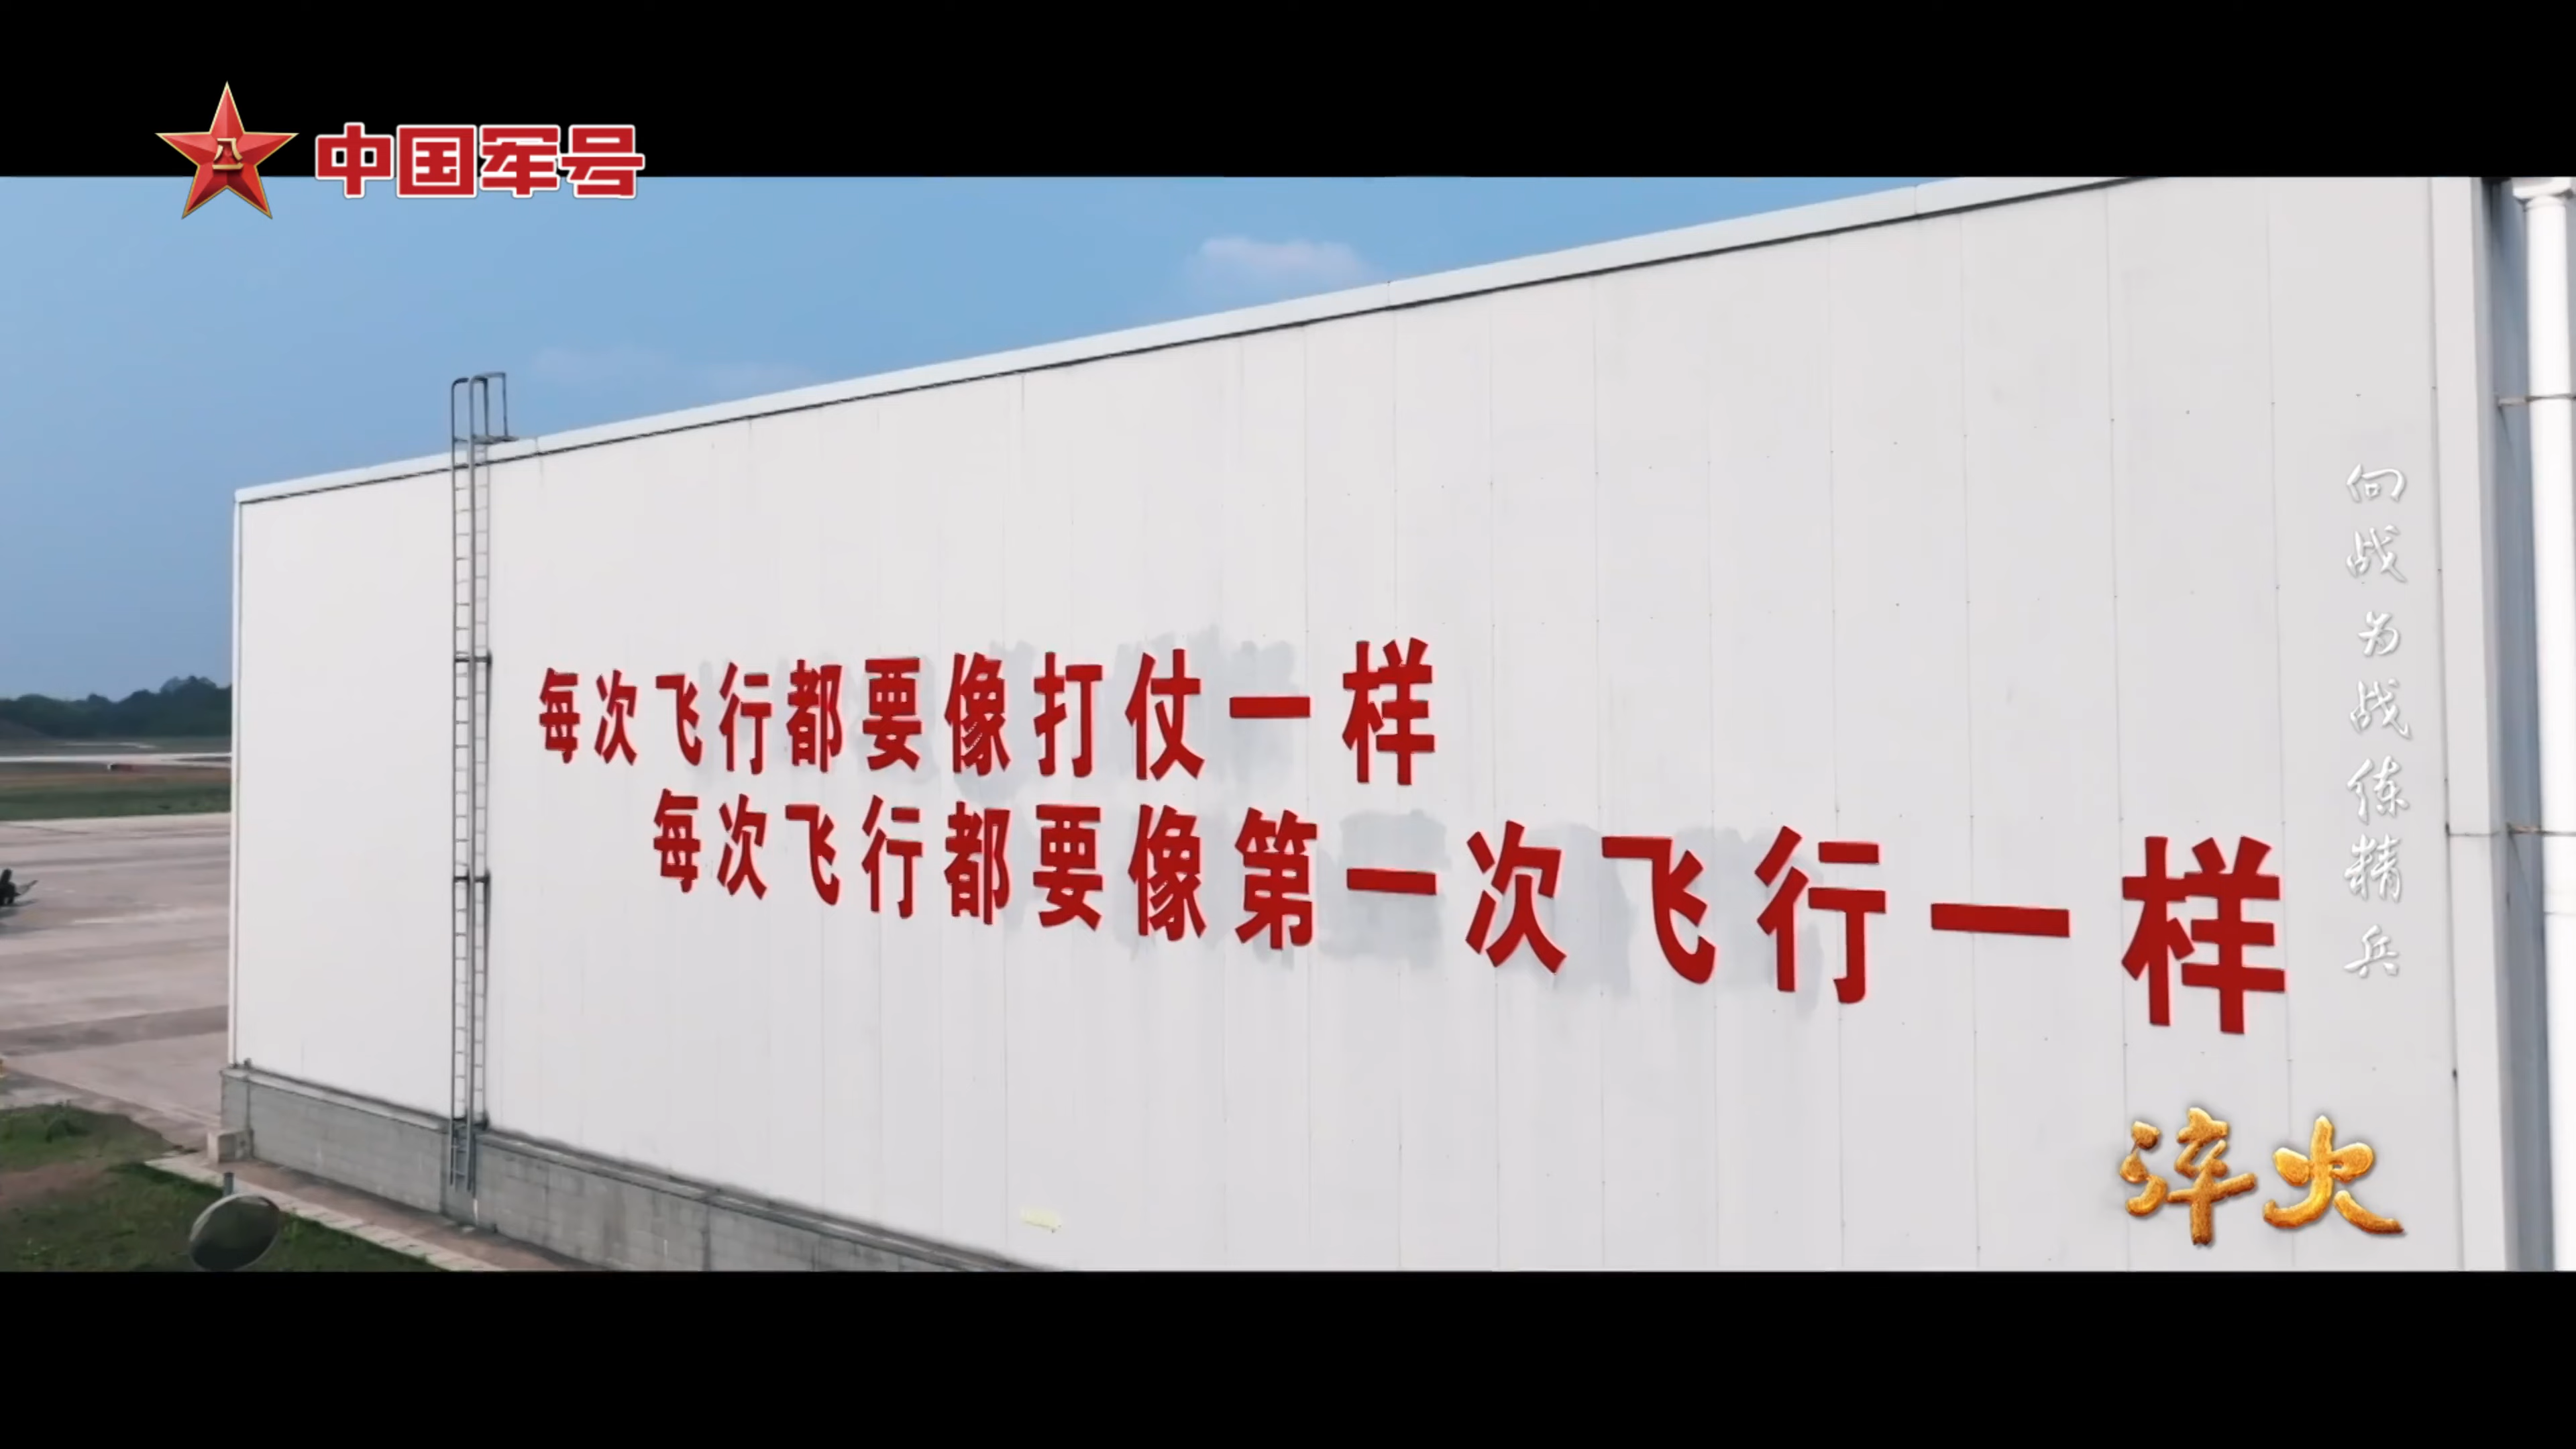 八一
中国军号
每次飞行都要像打仗一样
每次飞行都要像第一次飞行一样
向战为战练精兵
淬火